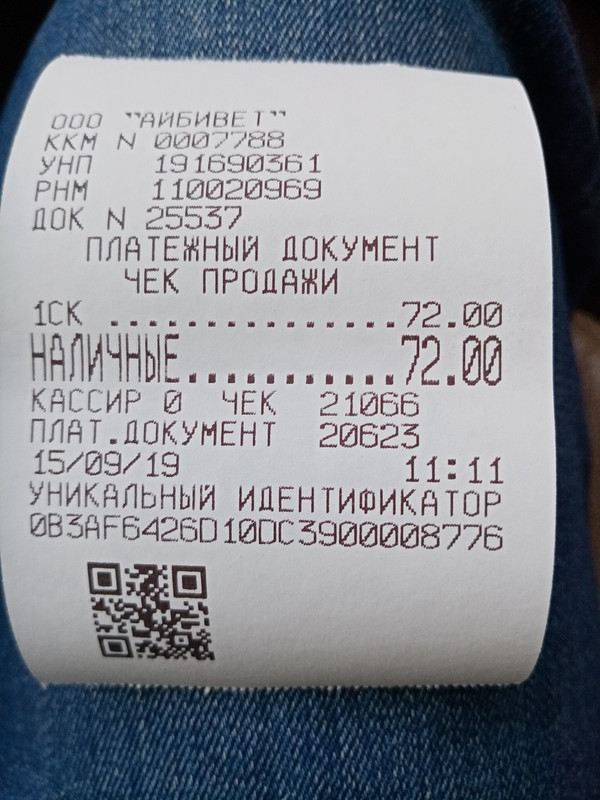 ООО "АЙБИВЕТ"
ККМ N 0007788
УНП 191690361
РНМ 110020969
ДОК N 25537
ПЛАТЕЖНЫЙ ДОКУМЕНТ
ЧЕК ПРОДАЖИ
1СК ...............72.00
НАЛИЧНЫЕ...........72.00
КАССИР 0 ЧЕК 21066
ПЛАТ.ДОКУМЕНТ 20623
15/09/19 11:11
УНИКАЛЬНЫЙ ИДЕНТИФИКАТОР
0B3AF6426D10DC3900008776